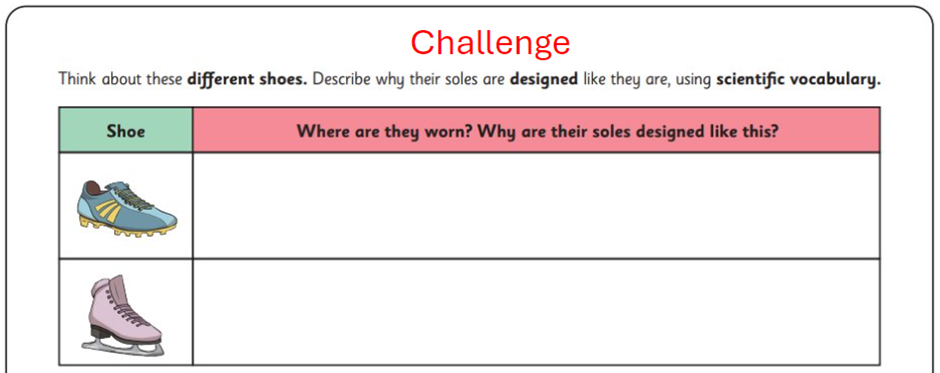 Challenge
Think about these different shoes. Describe why their soles are designed like they are, using scientific vocabulary.
Shoe
Where are they worn? Why are their soles designed like this?